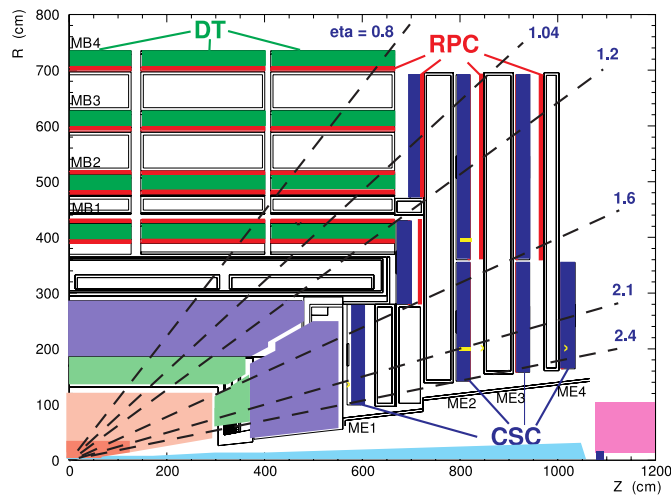 R (cm)
800
700
600
500
400
300
200
100
0
MB4
MB3
MB2
MB1
DT
eta = 0.8
RPC
1.04
1.2
1.6
2.1
2.4
ME1
ME2
ME3
ME4
CSC
0 200 400 600 800 1000 1200
Z (cm)